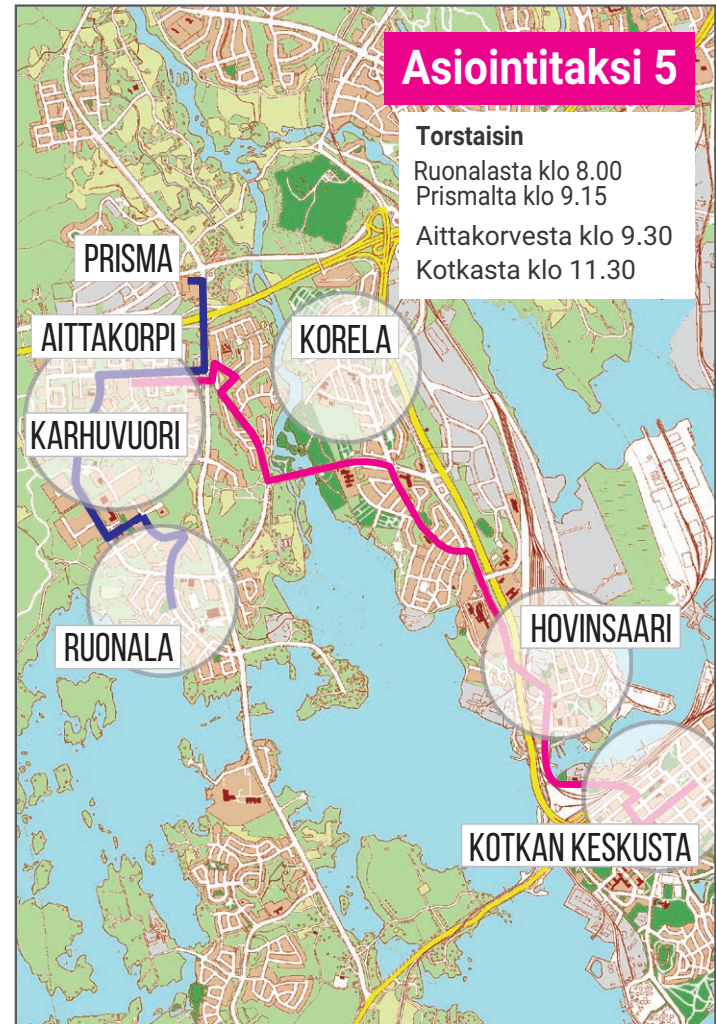 Asiointitaksi 5
Torstaisin
Ruonalasta klo 8.00
Prismalta klo 9.15
Aittakorvesta klo 9.30
Kotkasta klo 11.30
PRISMA
AITTAKORPI
KORELA
KARHUVUORI
HOVINSAARI
RUONALA
KOTKAN KESKUSTA